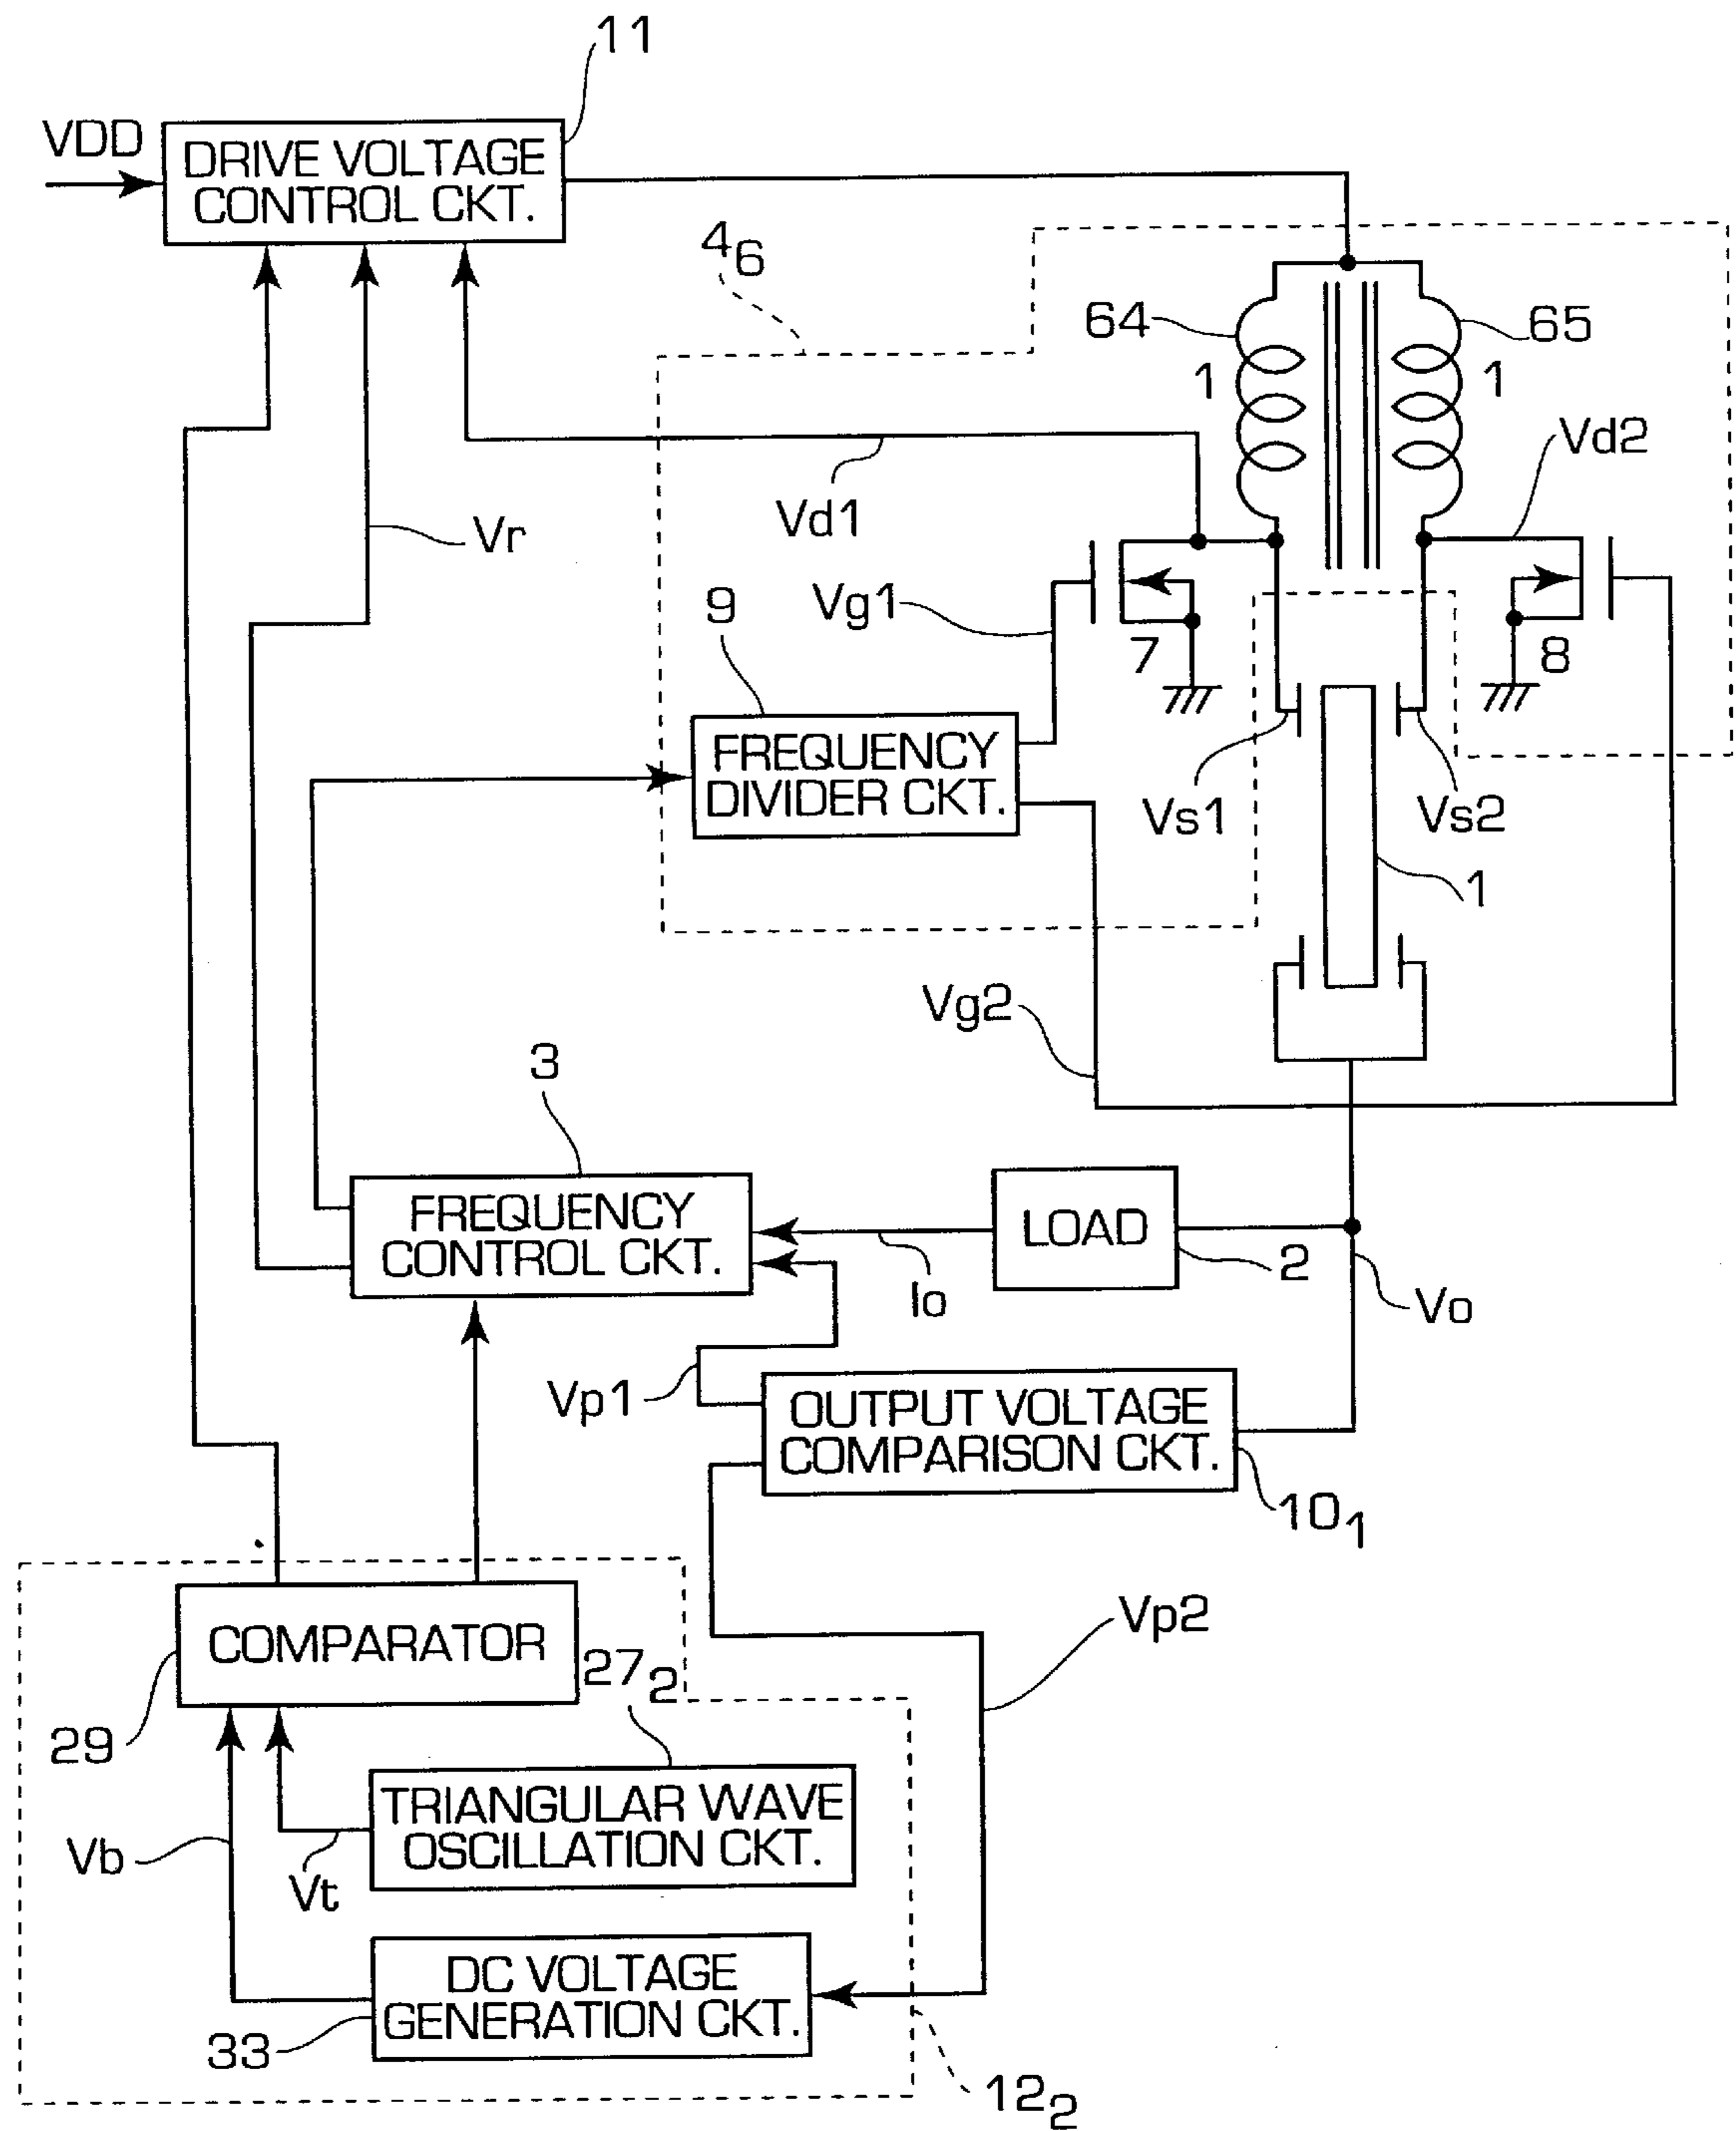 11
VDD
DRIVE VOLTAGE
CONTROL CKT.
4₆
64
65
1
1
Vd2
Vd1
Vr
Vg1
9
7
8
FREQUENCY
DIVIDER CKT.
Vs1
Vs2
1
Vg2
3
FREQUENCY
CONTROL CKT.
LOAD
2
Io
Vo
Vp1
OUTPUT VOLTAGE
COMPARISON CKT.
10₁
Vp2
COMPARATOR
27₂
29
TRIANGULAR WAVE
OSCILLATION CKT.
Vb
Vt
DC VOLTAGE
GENERATION CKT.
33
12₂